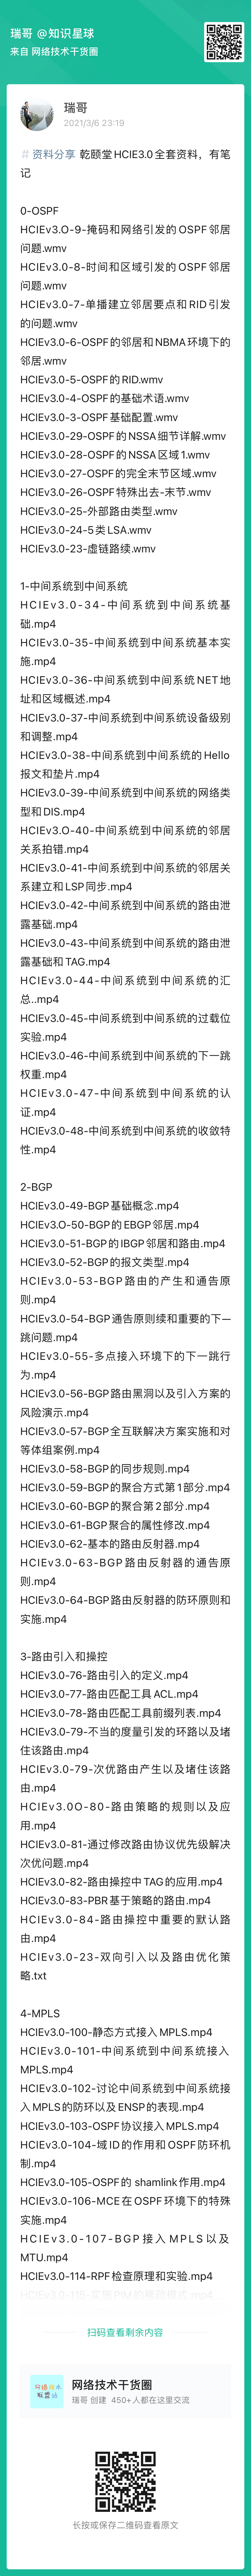 瑞哥 @知识星球
来自 网络技术干货圈
瑞哥
2021/3/6 23:19
#资料分享 乾颐堂HCIE3.0全套资料，有笔
记
0-OSPF
HCIEv3.O-9-掩码和网络引发的OSPF邻居
问题.wmv
HCIEv3.0-8-时间和区域引发的OSPF邻居
问题.wmv
HCIEv3.0-7-单播建立邻居要点和RID引发
的问题.wmv
HCIEv3.0-6-OSPF的邻居和NBMA环境下的
邻居.wmv
HCIEv3.0-5-OSPF的RID.wmv
HCIEv3.0-4-OSPF的基础术语.wmv
HCIEv3.0-3-OSPF基础配置.wmv
HCIEv3.0-29-OSPF的NSSA细节详解.wmv
HCIEv3.0-28-OSPF的NSSA区域1.wmv
HCIEv3.0-27-OSPF的完全末节区域.wmv
HCIEv3.0-26-OSPF特殊出去-末节.wmv
HCIEv3.0-25-外部路由类型.wmv
HCIEv3.0-24-5类LSA.wmv
HCIEv3.0-23-虚链路续.wmv
1-中间系统到中间系统
HCIEv3.0-34-中间系统到中间系统基
础.mp4
HCIEv3.0-35-中间系统到中间系统基本实
施.mp4
HCIEv3.0-36-中间系统到中间系统NET地
址和区域概述.mp4
HCIEv3.0-37-中间系统到中间系统设备级别
和调整.mp4
HCIEv3.0-38-中间系统到中间系统的Hello
报文和垫片.mp4
HCIEv3.0-39-中间系统到中间系统的网络类
型和DIS.mp4
HCIEv3.O-40-中间系统到中间系统的邻居
关系拍错.mp4
HCIEv3.0-41-中间系统到中间系统的邻居关
系建立和LSP同步.mp4
HCIEv3.0-42-中间系统到中间系统的路由泄
露基础.mp4
HCIEv3.0-43-中间系统到中间系统的路由泄
露基础和TAG.mp4
HCIEv3.0-44-中间系统到中间系统的汇
总..mp4
HCIEv3.0-45-中间系统到中间系统的过载位
实验.mp4
HCIEv3.0-46-中间系统到中间系统的下一跳
权重.mp4
HCIEv3.0-47-中间系统到中间系统的认
证.mp4
HCIEv3.0-48-中间系统到中间系统的收敛特
性.mp4
2-BGP
HCIEv3.0-49-BGP基础概念.mp4
HCIEv3.O-50-BGP的EBGP邻居.mp4
HCIEv3.0-51-BGP的IBGP邻居和路由.mp4
HCIEv3.0-52-BGP的报文类型.mp4
HCIEv3.0-53-BGP路由的产生和通告原
则.mp4
HCIEv3.0-54-BGP通告原则续和重要的下一
跳问题.mp4
HCIEv3.0-55-多点接入环境下的下一跳行
为.mp4
HCIEv3.0-56-BGP路由黑洞以及引入方案的
风险演示.mp4
HCIEv3.0-57-BGP全互联解决方案实施和对
等体组案例.mp4
HCIEv3.0-58-BGP的同步规则.mp4
HCIEv3.0-59-BGP的聚合方式第1部分.mp4
HCIEv3.0-60-BGP的聚合第2部分.mp4
HCIEv3.0-61-BGP聚合的属性修改.mp4
HCIEv3.0-62-基本的路由反射器.mp4
HCIEv3.0-63-BGP路由反射器的通告原
则.mp4
HCIEv3.0-64-BGP路由反射器的防环原则和
实施.mp4
3-路由引入和操控
HCIEv3.0-76-路由引入的定义.mp4
HCIEv3.0-77-路由匹配工具ACL.mp4
HCIEv3.0-78-路由匹配工具前缀列表.mp4
HCIEv3.0-79-不当的度量引发的环路以及堵
住该路由.mp4
HCIEv3.0-79-次优路由产生以及堵住该路
由.mp4
HCIEv3.0O-80-路由策略的规则以及应
用.mp4
HCIEv3.0-81-通过修改路由协议优先级解决
次优问题.mp4
HCIEv3.0-82-路由操控中TAG的应用.mp4
HCIEv3.0-83-PBR基于策略的路由.mp4
HCIEv3.0-84-路由操控中重要的默认路
由.mp4
HCIEv3.0-23-双向引入以及路由优化策
略.txt
4-MPLS
HCIEv3.0-100-静态方式接入MPLS.mp4
HCIEv3.0-101-中间系统到中间系统接入
MPLS.mp4
HCIEv3.0-102-讨论中间系统到中间系统接
入MPLS的防环以及ENSP的表现.mp4
HCIEv3.0-103-OSPF协议接入MPLS.mp4
HCIEv3.0-104-域ID的作用和OSPF防环机
制.mp4
HCIEv3.0-105-OSPF的 shamlink作用.mp4
HCIEv3.0-106-MCE在OSPF环境下的特殊
实施.mp4
HCIEv3.0-107-BGP接入MPLS以及
MTU.mp4
HCIEv3.0-114-RPF检查原理和实验.mp4
扫码查看剩余内容
网络技术干货圈
瑞哥 创建 450+人都在这里交流
长按或保存二维码查看原文